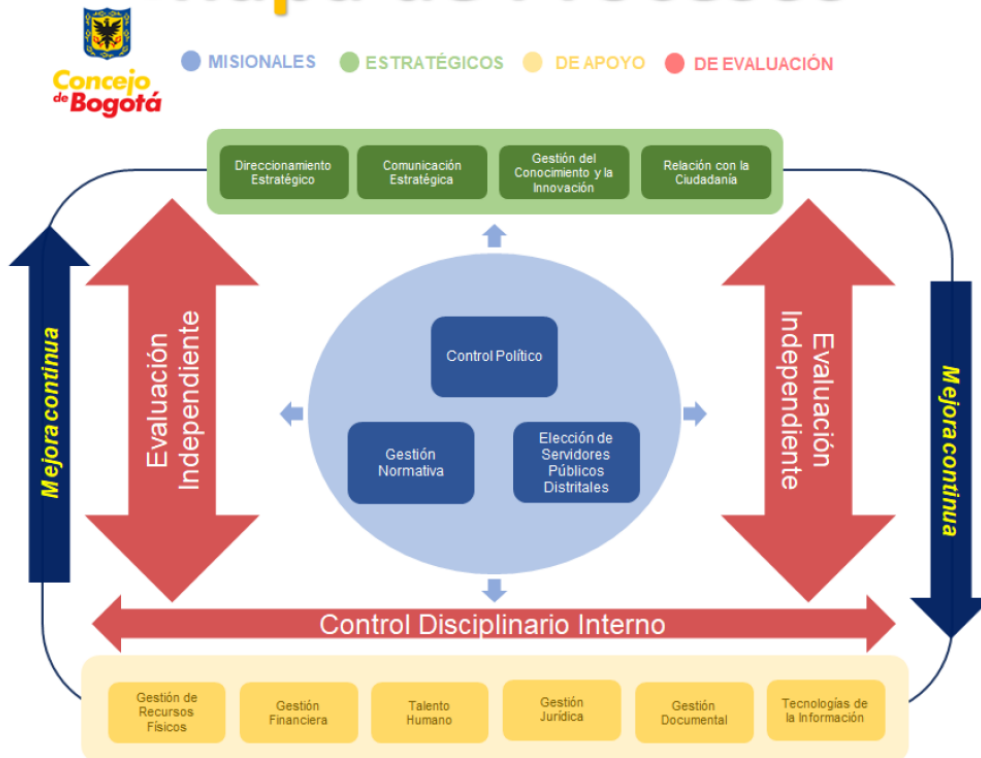 Mapa de Procesos
Concejo
de Bogotá
MISIONALES
ESTRATÉGICOS
DE APOYO
DE EVALUACIÓN
Direccionamiento
Estratégico
Comunicación
Estratégica
Gestión del
Conocimiento y la
Innovación
Relación con la
Ciudadanía
Mejora continua
Evaluación
Independiente
Control Político
Gestión
Normativa
Elección de
Servidores
Públicos
Distritales
Evaluación
Independiente
Mejora continua
Control Disciplinario Interno
Gestión de
Recursos
Físicos
Gestión
Financiera
Talento
Humano
Gestión
Jurídica
Gestión
Documental
Tecnologías de
la Información